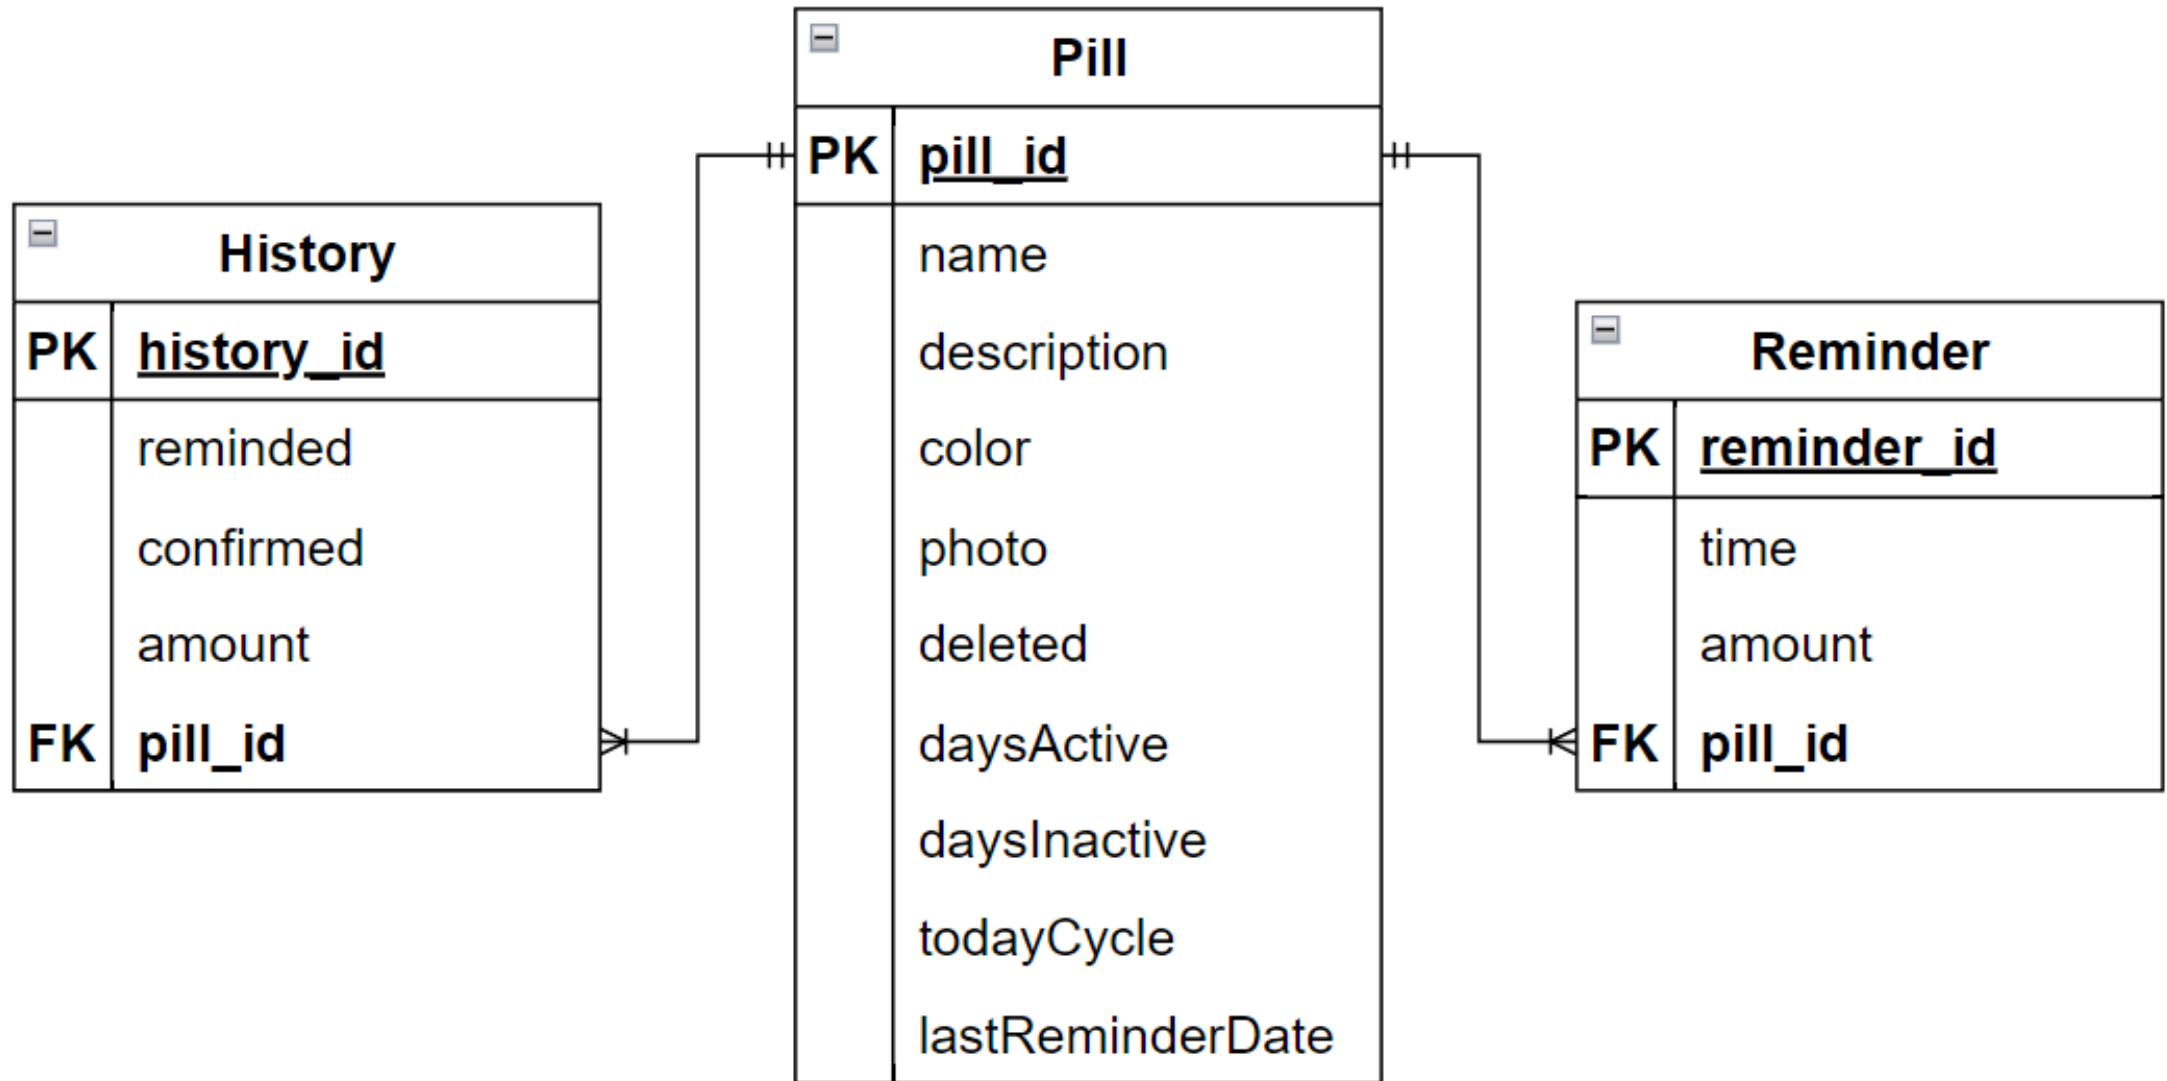 History
PK history_id
reminded
confirmed
amount
FK pill_id
Pill
PK pill_id
name
description
color
photo
deleted
daysActive
daysInactive
todayCycle
lastReminderDate
Reminder
PK reminder_id
time
amount
FK pill_id